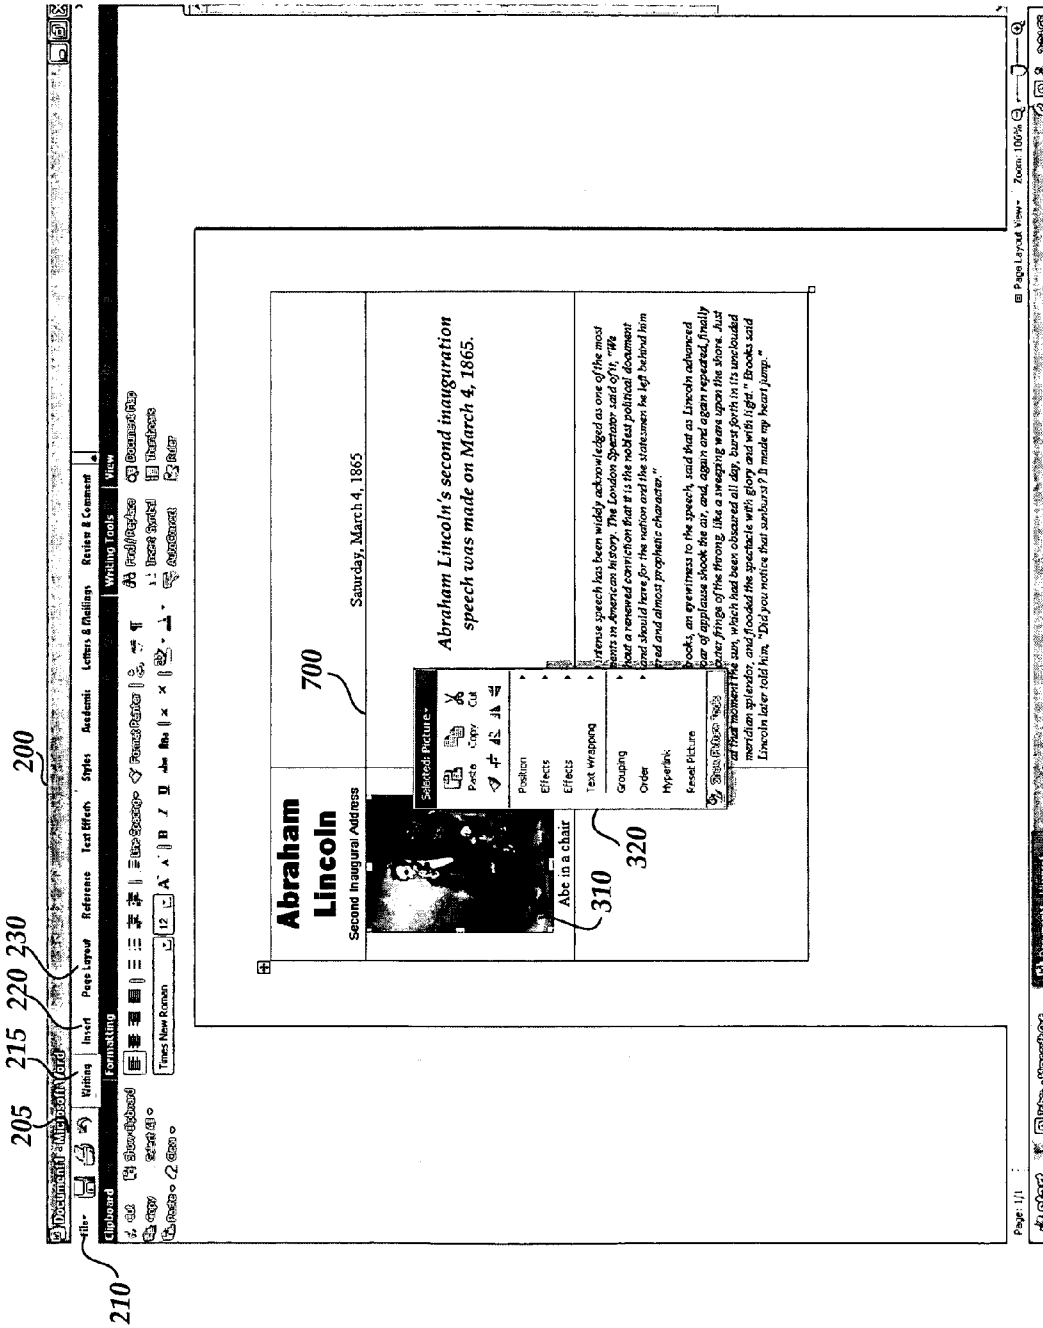 200
205
215
220
230
210
Document1 - Microsoft Word
File
Writing
Insert
Page Layout
Reference
Text Effects
Styles
Academic
Letters & Mailings
Review & Comment
Clipboard
Formatting
Writing Tools
View
Cut
Show Clipboard
Line Spacing
Format Painter
Find/Replace
Document Map
Copy
Select All
Times New Roman
12
Insert Symbol
Thumbnails
Paste
Clean
AutoCorrect
Ruler
Abraham
Lincoln
Second Inaugural Address
Saturday, March 4, 1865
700
Abraham Lincoln's second inauguration
speech was made on March 4, 1865.
Abe in a chair
310
320
Selected: Picture
Paste Copy Cut
Position
Effects
Effects
Text Wrapping
Grouping
Order
Hyperlink
Reset Picture
Show Picture Tools
intense speech has been widely acknowledged as one of the most
ments in American history. The London Spectator said of it, "We
hout a renewed conviction that it is the noblest political document
and should have for the nation and the statesmen he left behind him
red and almost prophetic character."
rooks, an eyewitness to the speech, said that as Lincoln advanced
oar of applause shook the air, and, again and again repeated, finally
outer fringe of the throng, like a sweeping wave upon the shore. Just
at that moment the sun, which had been obscured all day, burst forth in its unclouded
meridian splendor, and flooded the spectacle with glory and with light." Brooks said
Lincoln later told him, "Did you notice that sunburst? It made my heart jump."
Page: 1/1
Page Layout View
Zoom: 100%